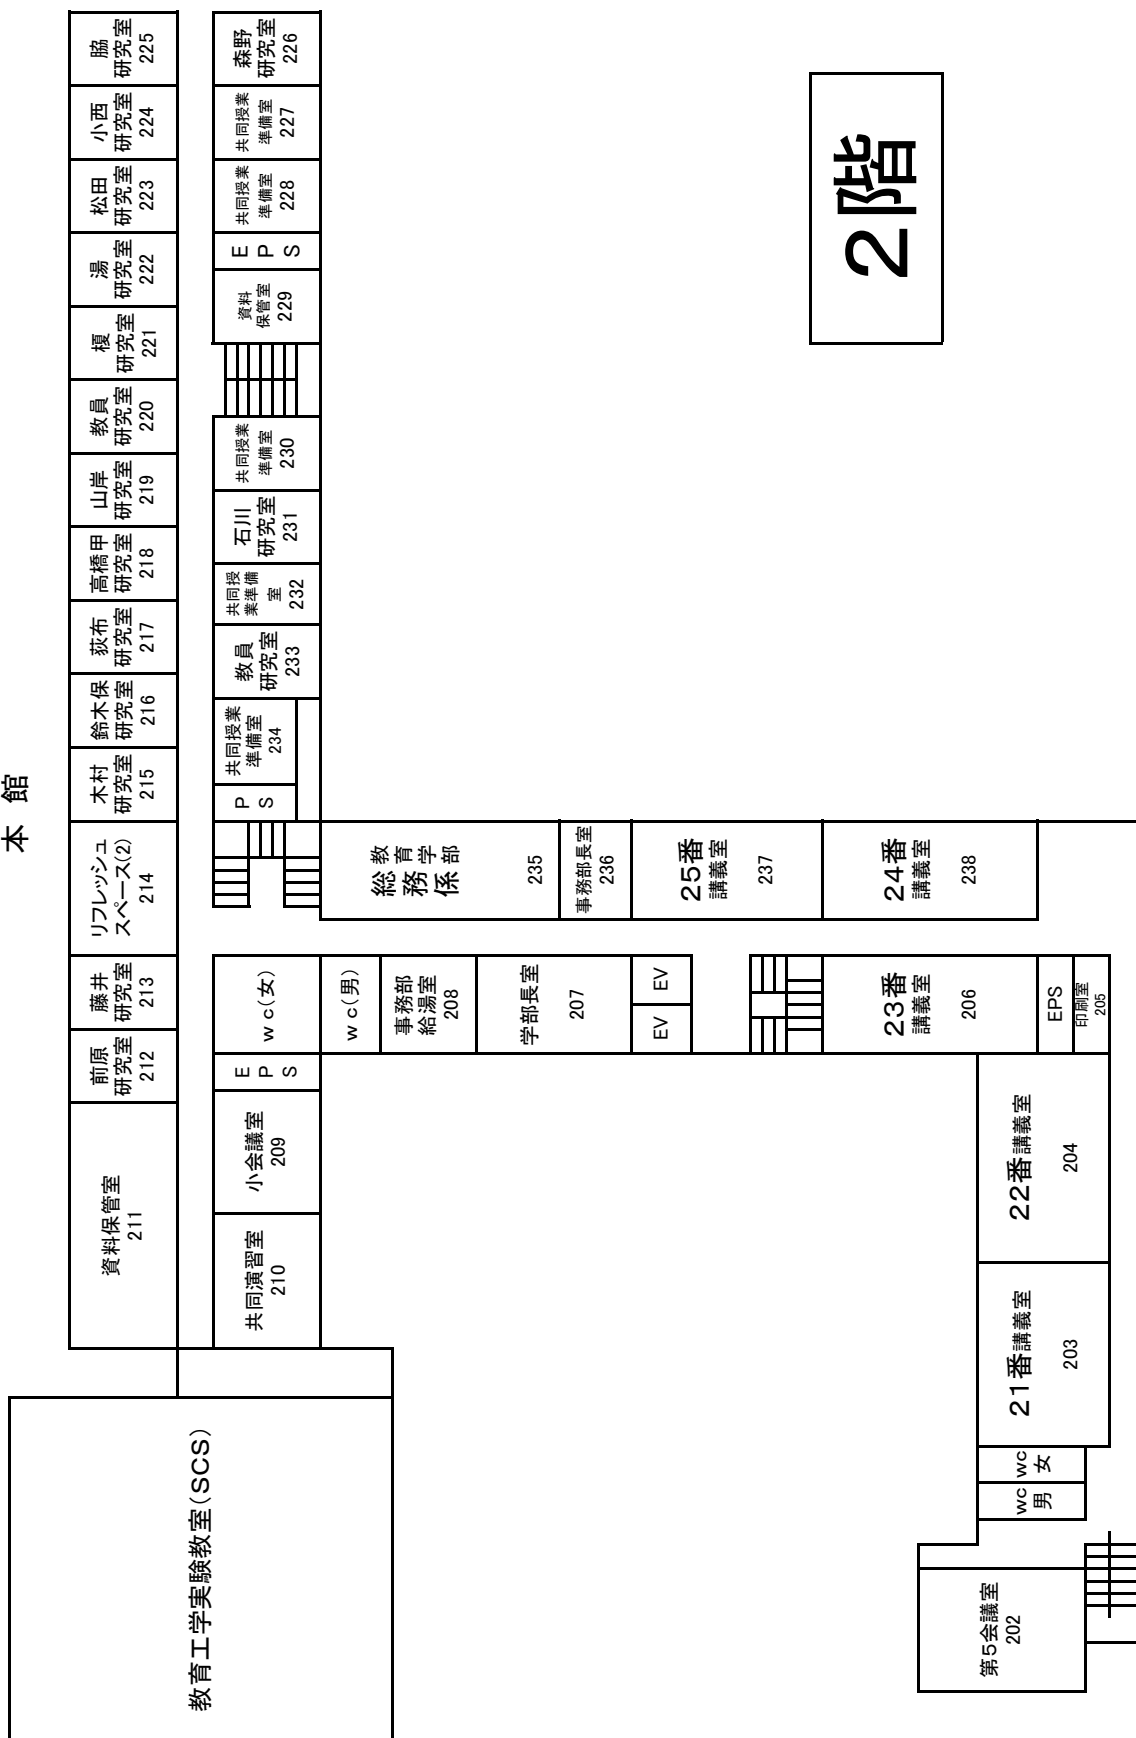 本 館
2階
脇
研究室
225
小西
研究室
224
松田
研究室
223
湯
研究室
222
榎
研究室
221
教員
研究室
220
山岸
研究室
219
高橋甲
研究室
218
荻布
研究室
217
鈴木保
研究室
216
木村
研究室
215
リフレッシュ
スペース(2)
214
藤井
研究室
213
前原
研究室
212
資料保管室
211
森野
研究室
226
共同授業
準備室
227
共同授業
準備室
228
E
P
S
資料
保管室
229
共同授業
準備室
230
石川
研究室
231
共同授
業準備
室
232
教員
研究室
233
共同授業
準備室
234
P
S
wc(女)
E
P
S
小会議室
209
共同演習室
210
教育学部
総務係
235
事務部長室
236
25番
講義室
237
24番
講義室
238
wc(男)
事務部
給湯室
208
学部長室
207
EV
EV
23番
講義室
206
EPS
印刷室
205
22番講義室
204
21番講義室
203
wc
女
wc
男
第5会議室
202
教育工学実験教室(SCS)